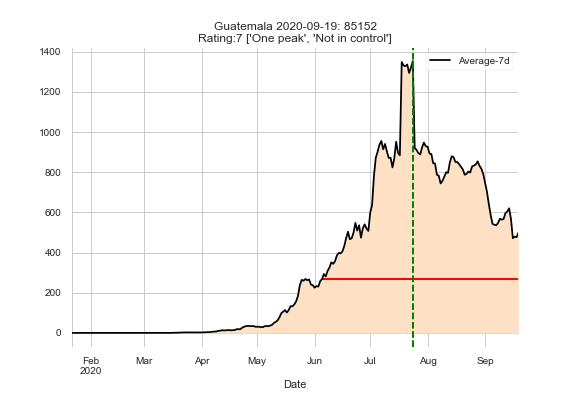 Guatemala 2020-09-19: 85152
Rating:7 ['One peak', 'Not in control']
Average-7d
1400
1200
1000
800
600
400
200
0
Feb Mar Apr May Jun Jul Aug Sep
2020
Date